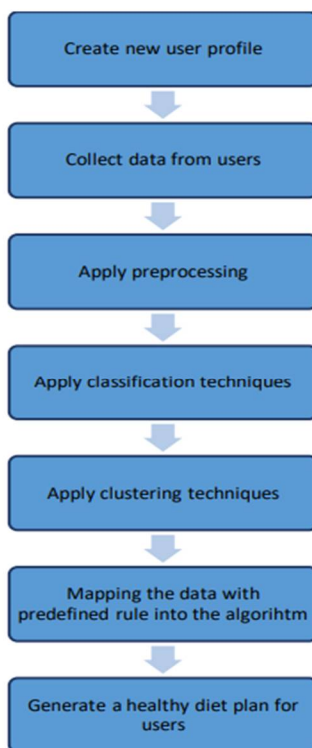 Create new user profile
Collect data from users
Apply preprocessing
Apply classification techniques
Apply clustering techniques
Mapping the data with
predefined rule into the algorihtm
Generate a healthy diet plan for
users